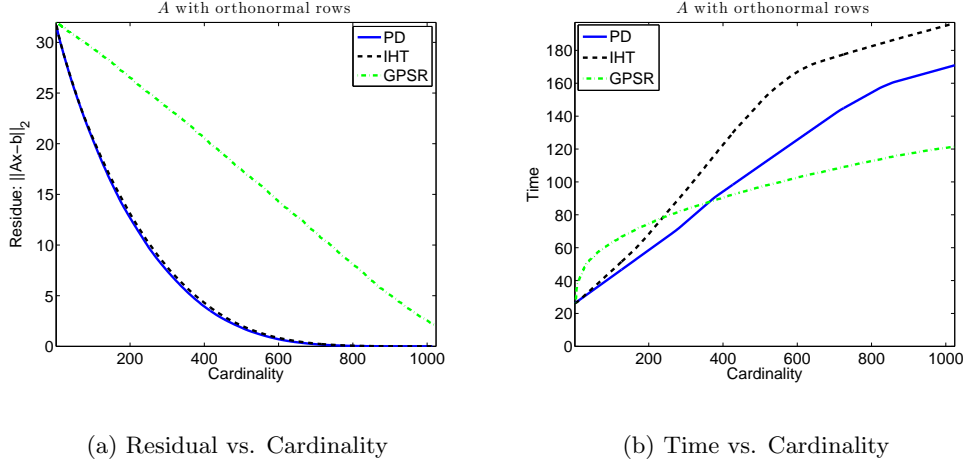 A with orthonormal rows
PD
IHT
GPSR
30
25
20
15
10
5
0
200
400
600
800
1000
Residue: ||Ax−b||₂
Cardinality
A with orthonormal rows
PD
IHT
GPSR
180
160
140
120
100
80
60
40
20
0
200
400
600
800
1000
Time
Cardinality
(a) Residual vs. Cardinality
(b) Time vs. Cardinality